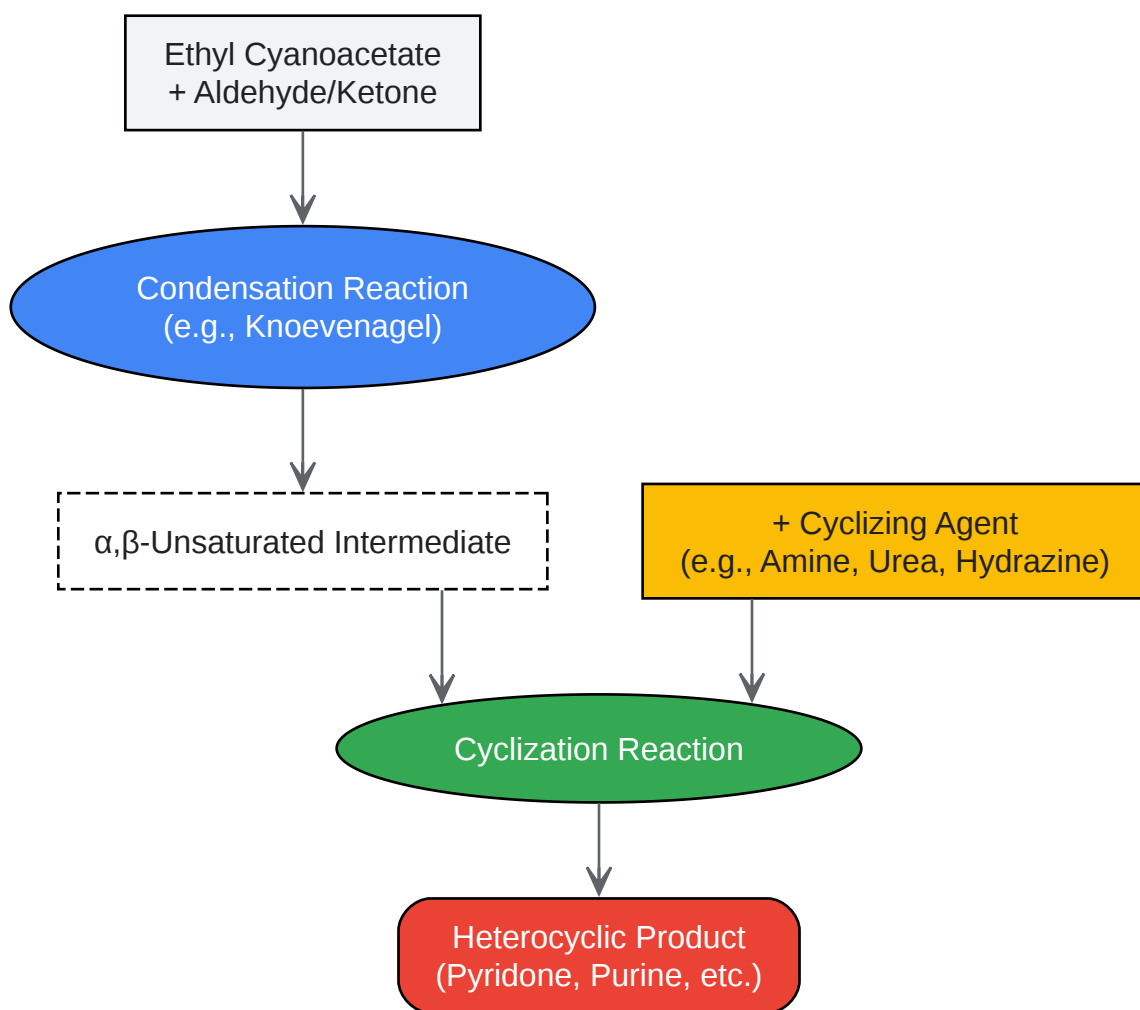 Ethyl Cyanoacetate
+ Aldehyde/Ketone
Condensation Reaction
(e.g., Knoevenagel)
α,β-Unsaturated Intermediate
+ Cyclizing Agent
(e.g., Amine, Urea, Hydrazine)
Cyclization Reaction
Heterocyclic Product
(Pyridone, Purine, etc.)